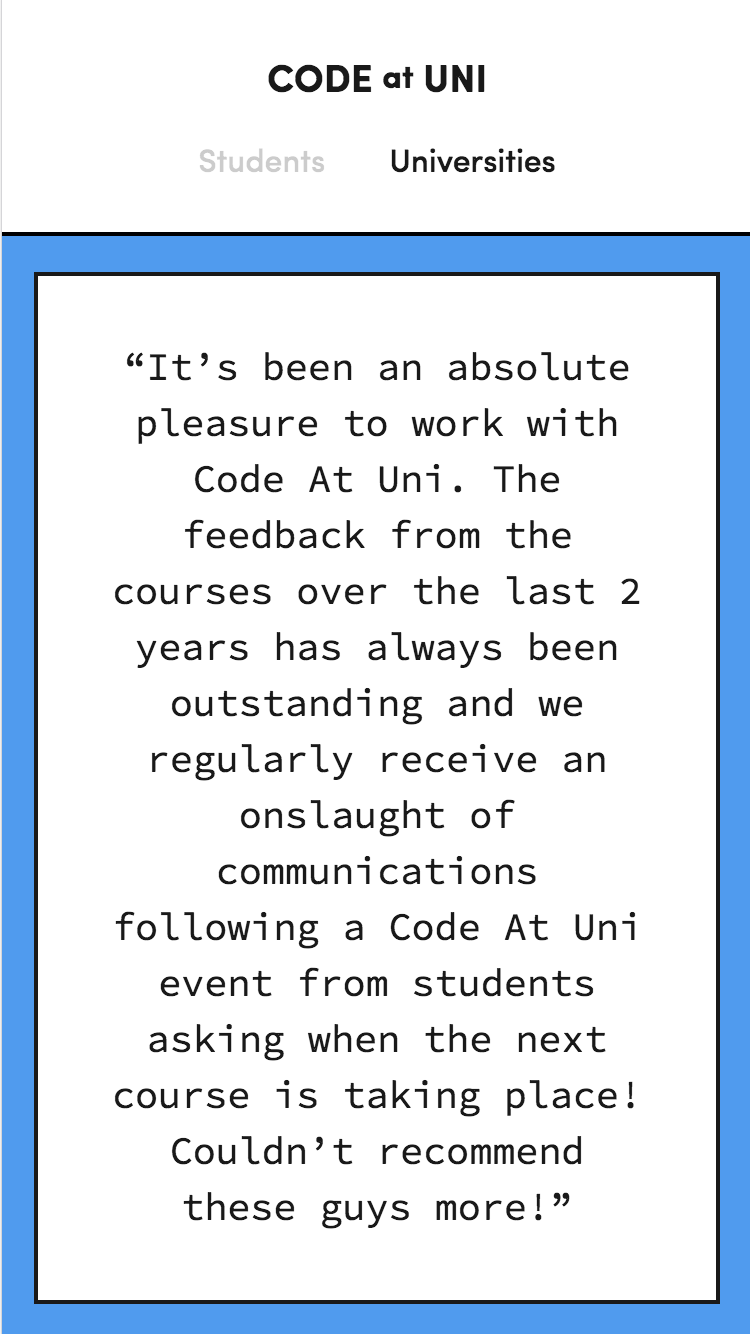 CODE at UNI
Students
Universities
“It’s been an absolute
pleasure to work with
Code At Uni. The
feedback from the
courses over the last 2
years has always been
outstanding and we
regularly receive an
onslaught of
communications
following a Code At Uni
event from students
asking when the next
course is taking place!
Couldn’t recommend
these guys more!”